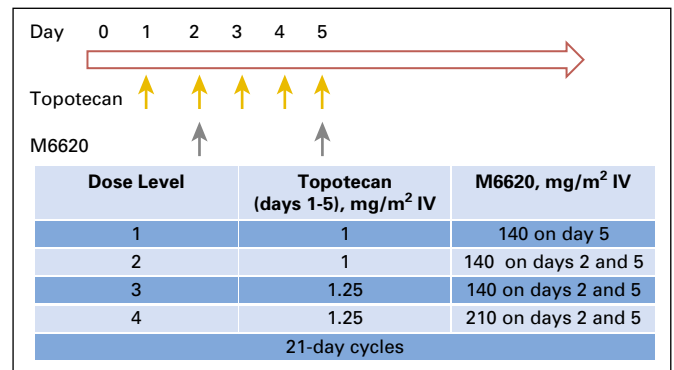 Day 0 1 2 3 4 5
Topotecan
M6620
Dose Level Topotecan (days 1-5), mg/m² IV M6620, mg/m² IV
1 1 140 on day 5
2 1 140 on days 2 and 5
3 1.25 140 on days 2 and 5
4 1.25 210 on days 2 and 5
21-day cycles